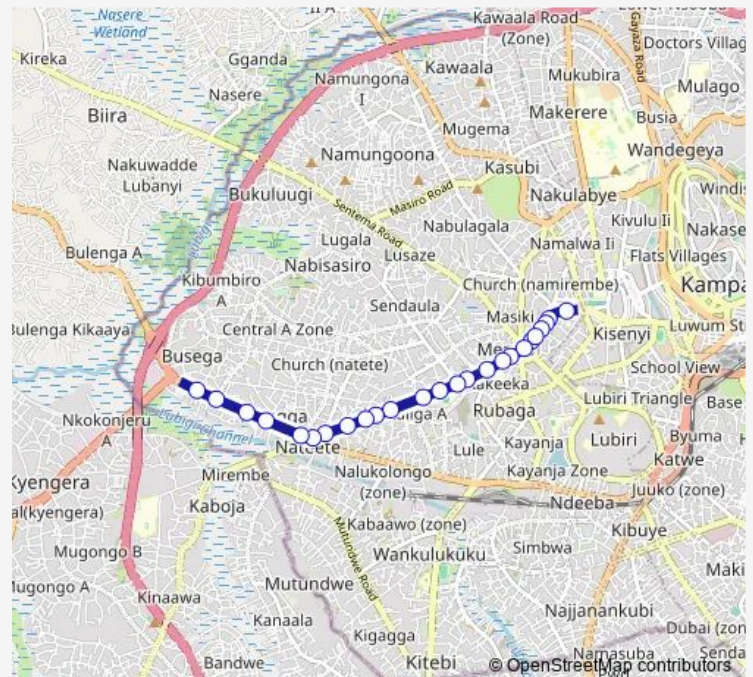 Nasere
Wetland
Kawaala Road
(Zone)
Gayaza Road
Doctors Villag
Kireka
Gganda
Namungona
I
Kawaala
Mukubira
Mulago
Nasere
Biira
Makerere
Busia
Mugema
Wandegeya
Namungoona
Kasubi
Nakuwadde
Lubanyi
Bukuluugi
Masiro Road
Nakulabye
Sentema Road
Nabulagala
Kivulu Ii
Nakase
Lugala
Lusaze
Namalwa Ii
Flats Villages
Bulenga A
Nabisasiro
Kibumbiro
A
Church (namirembe)
Kampa
Sendaula
Masiki
Bulenga Kikaaya
Central A Zone
Kisenyi
Luwum St
Busega
Church (natete)
School View
Lubiri Triangle
Base
Nkokonjeru
A
Lubigi Channel
Rubaga
Lubiri
Byuma
Nateete
Lule
Kayanja
Katwe
Kyengera
Mirembe
Nalukolongo
(zone)
Kayanja Zone
Juuko (zone)
al(kyengera)
Kaboja
Ndeeba
Kabaawo (zone)
Kibuye
Mugongo B
Mutundwe Road
Wankulukuku
Simbwa
Maki
Mugongo A
Mutundwe
Kinaawa
Najjanankubi
Kanaala
Dubai (zon
Kigagga
Bandwe
Kitebi
Namasuba
Senda
© OpenStreetMap contributors